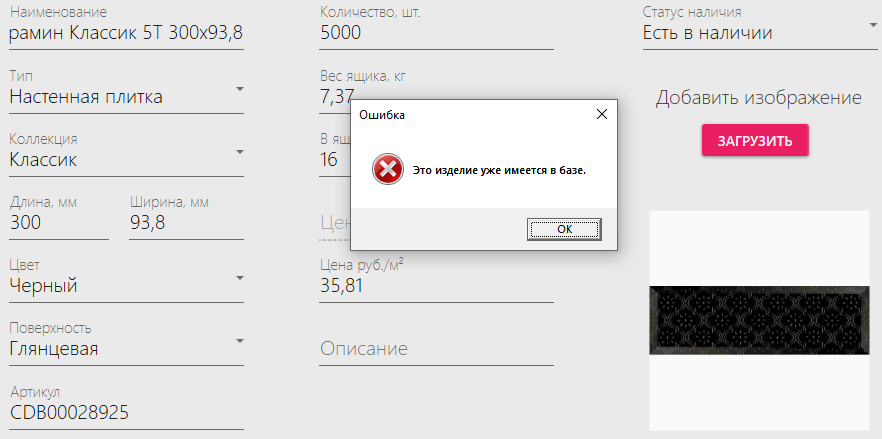 Наименование
рамин Классик 5Т 300x93,8
Тип
Настенная плитка
Коллекция
Классик
Длина, мм
300
Ширина, мм
93,8
Цвет
Черный
Поверхность
Глянцевая
Артикул
CDB00028925
Количество, шт.
5000
Вес ящика, кг
7,37
В ящ
16
Цен
Цена руб./м²
35,81
Описание
Ошибка
Это изделие уже имеется в базе.
OK
Статус наличия
Есть в наличии
Добавить изображение
ЗАГРУЗИТЬ